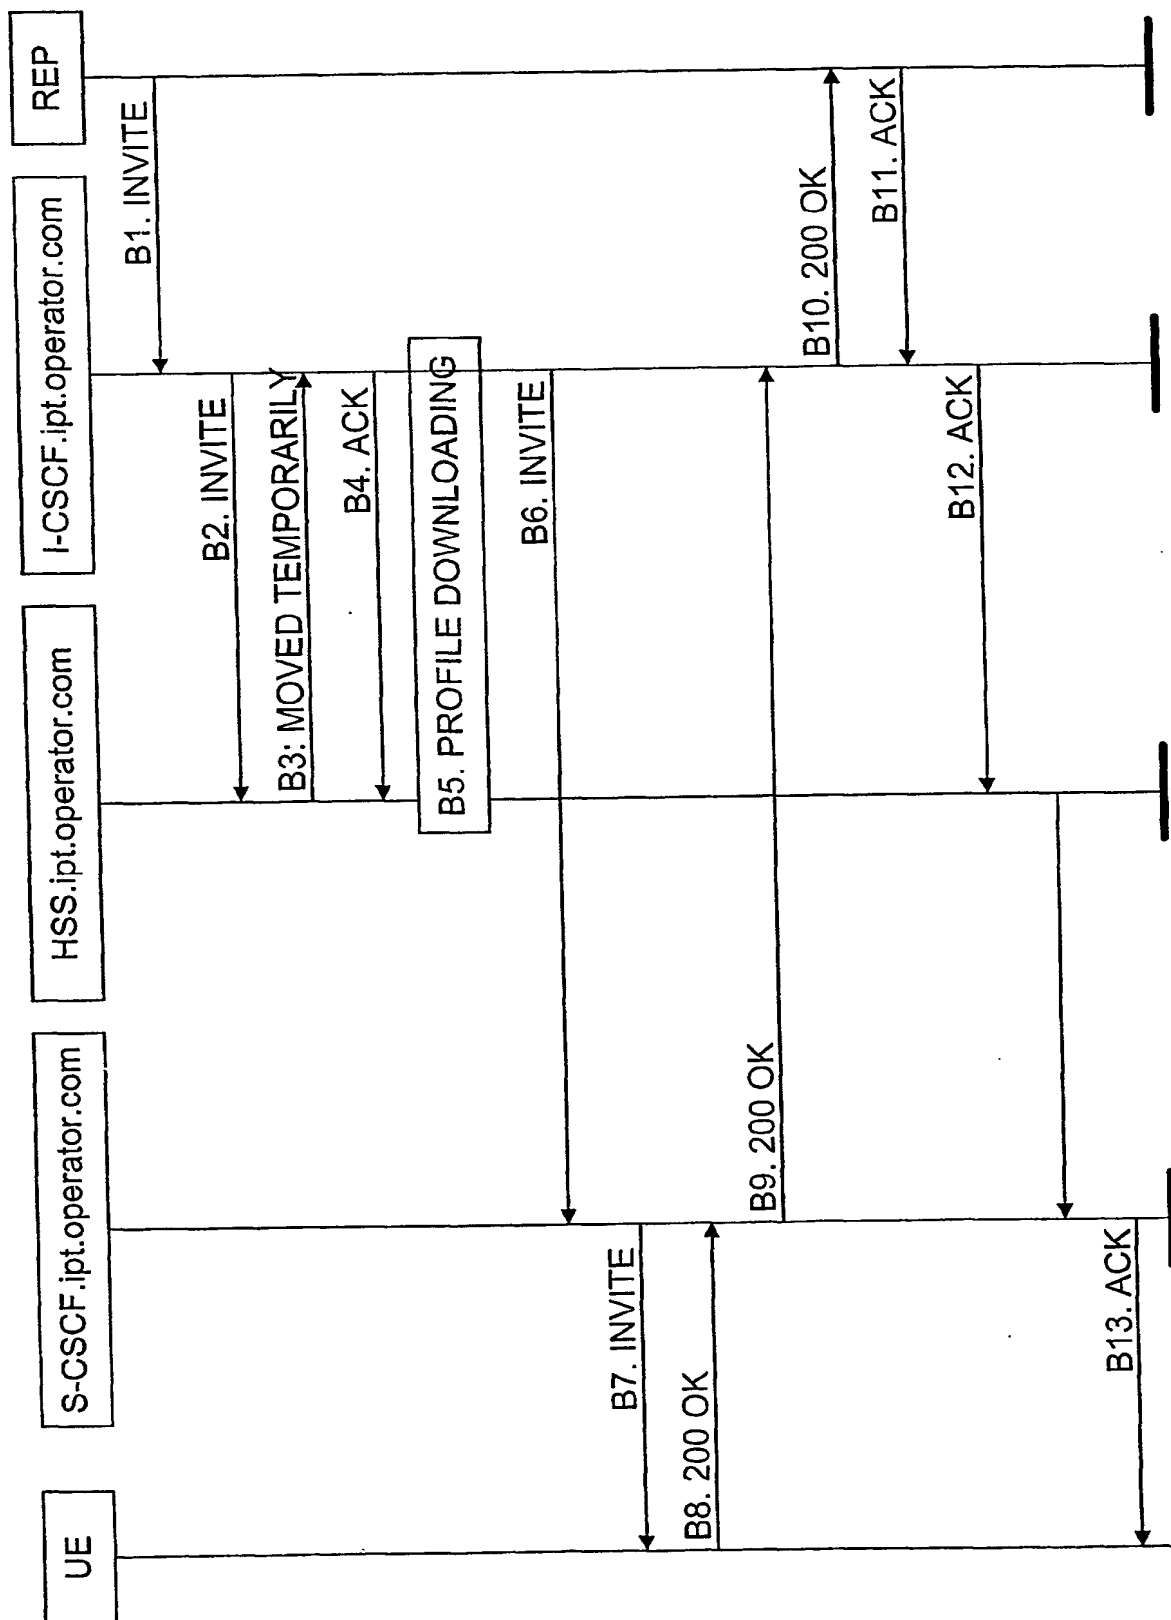 UE
S-CSCF.ipt.operator.com
HSS.ipt.operator.com
I-CSCF.ipt.operator.com
REP
B1. INVITE
B2. INVITE
B3: MOVED TEMPORARILY
B4. ACK
B5. PROFILE DOWNLOADING
B6. INVITE
B7. INVITE
B8. 200 OK
B9. 200 OK
B10. 200 OK
B11. ACK
B12. ACK
B13. ACK